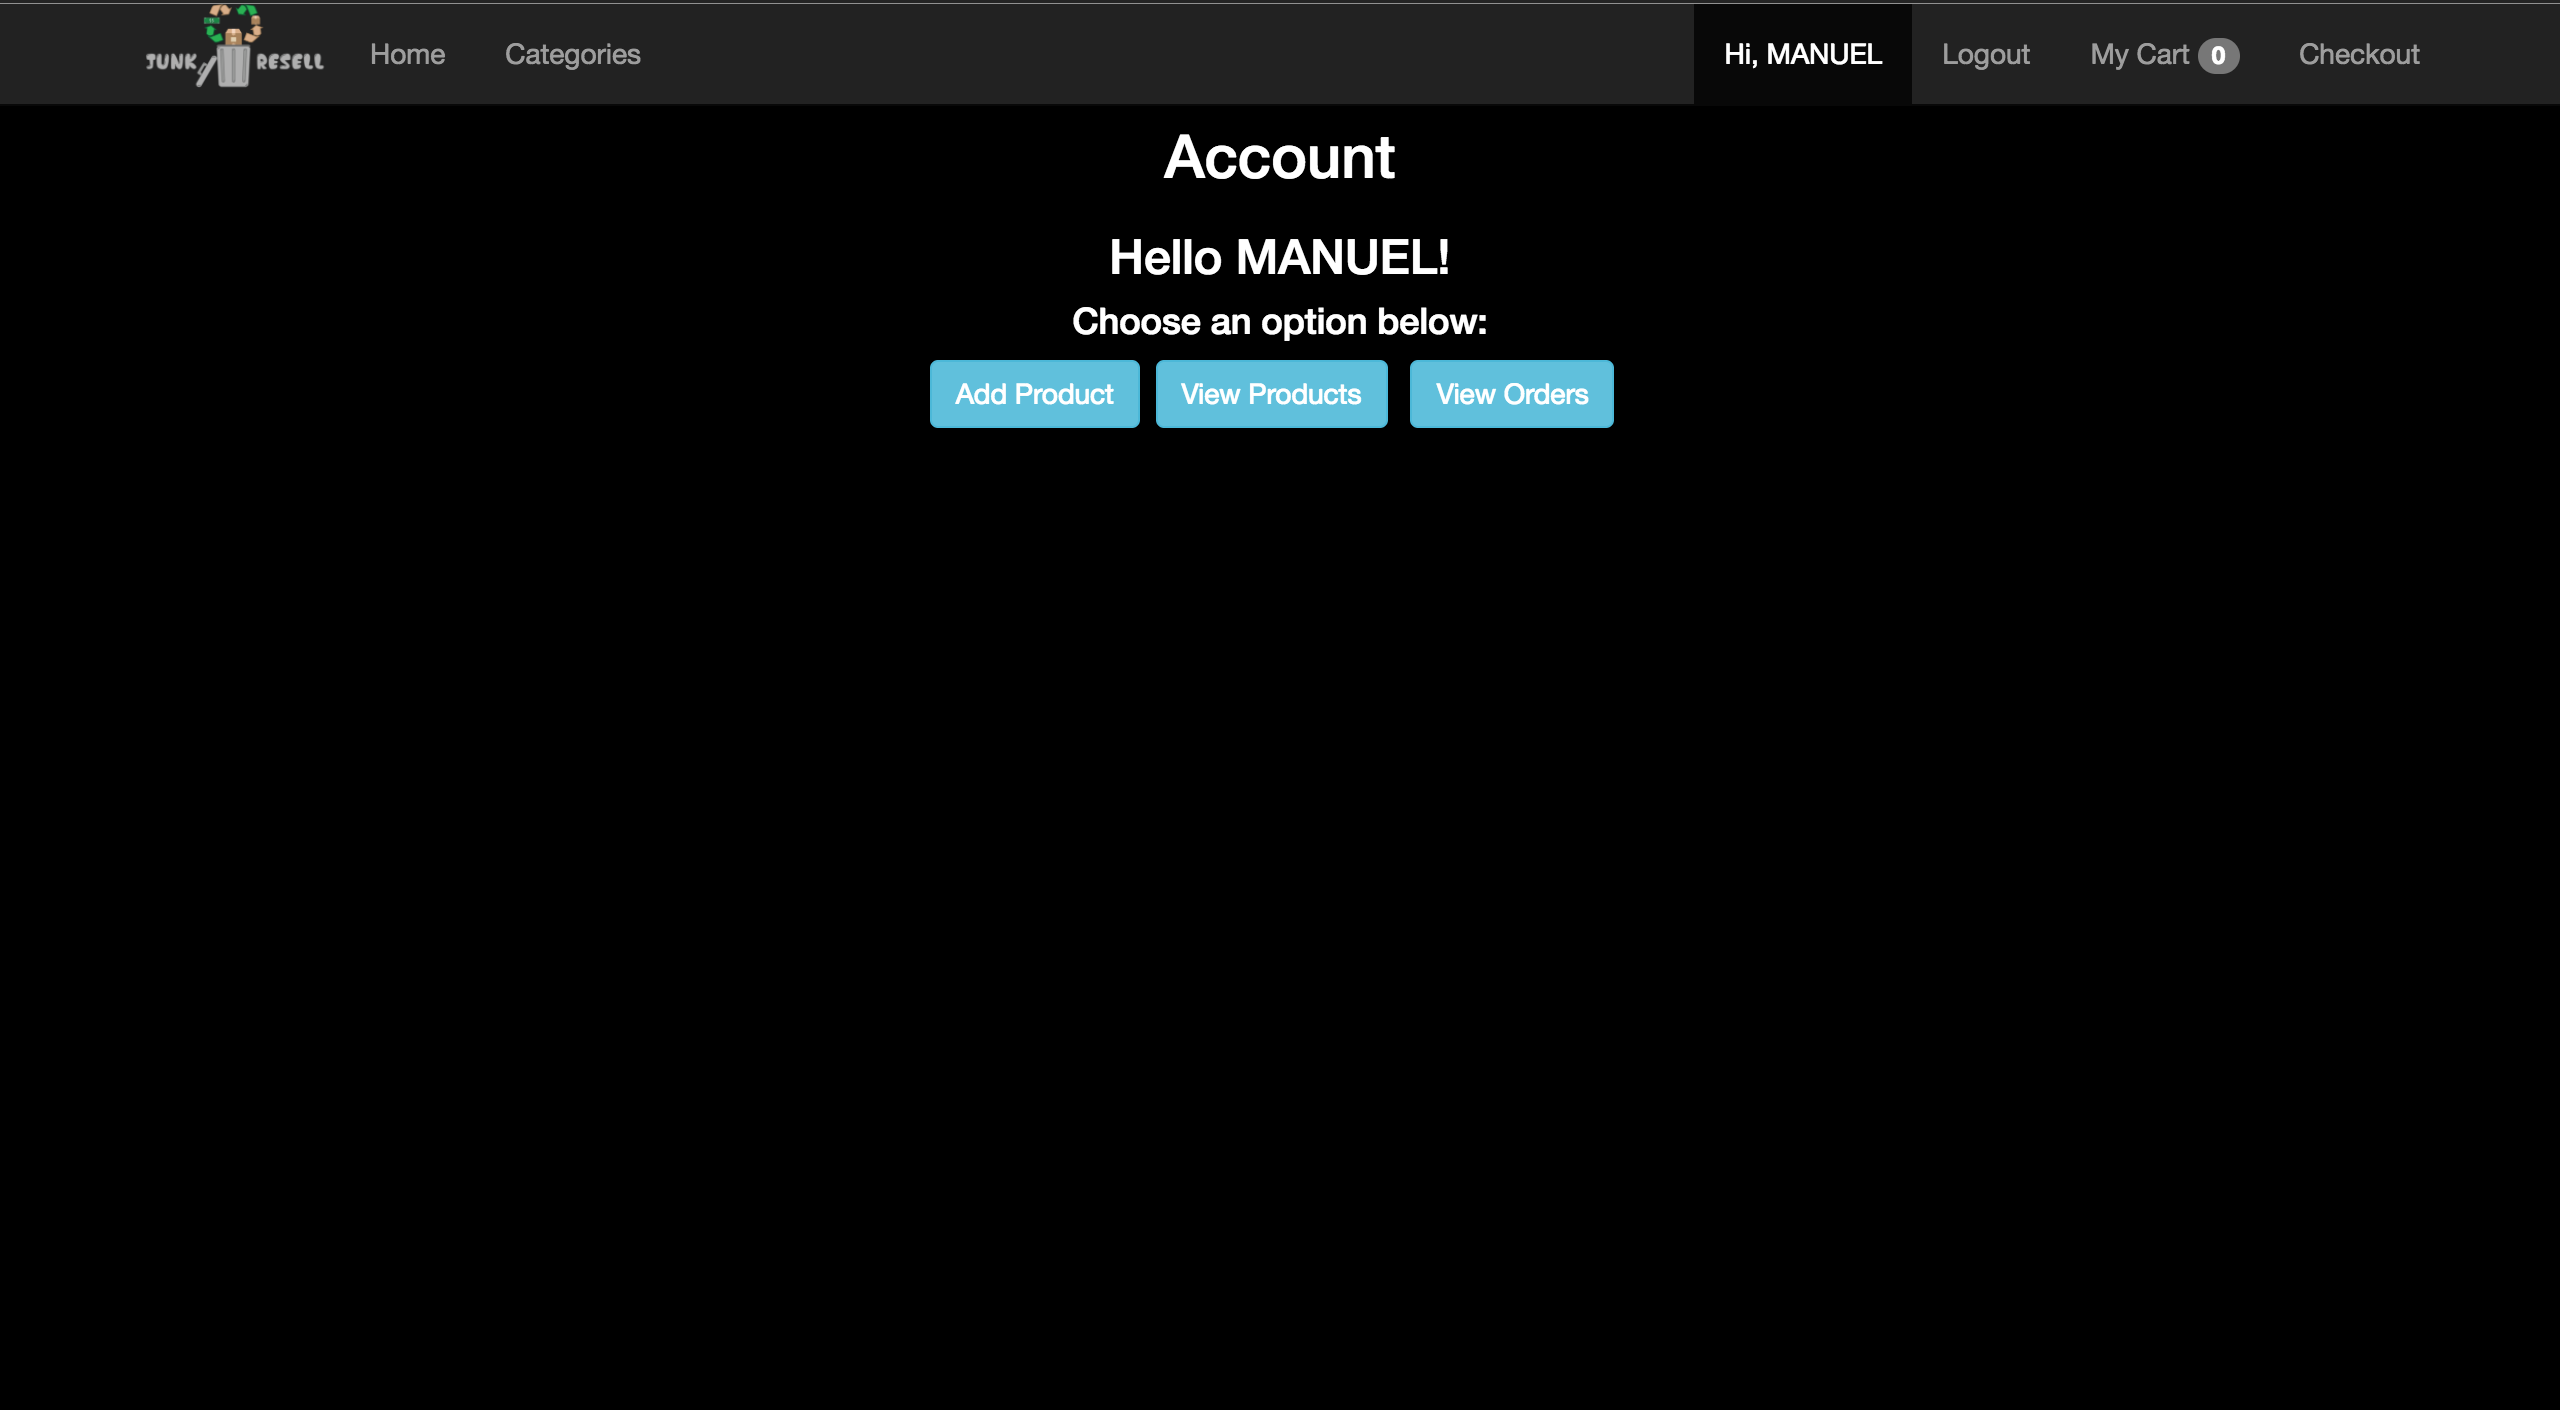 JUNK RESELL Home Categories Hi, MANUEL Logout My Cart 0 Checkout
Account
Hello MANUEL!
Choose an option below:
Add Product View Products View Orders